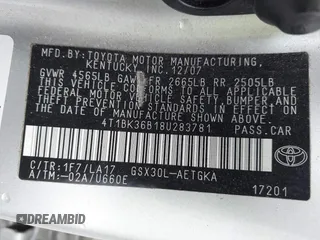 MFD. BY: TOYOTA MOTOR MANUFACTURING,
KENTUCKY, INC. 12/07
GVWR 4565LB GAWR FR 2665LB RR 2505LB
THIS VEHICLE CONFORMS TO ALL APPLICABLE
FEDERAL MOTOR VEHICLE SAFETY, BUMPER, AND
THEFT PREVENTION STANDARDS IN EFFECT ON
THE DATE OF MANUFACTURE SHOWN ABOVE.
4T1BK36B18U283781 PASS. CAR
C/TR: 1F7/LA17 GSX30L-AETGKA
A/TM: -02A/U660E
17201
DREAMBID
dreambid.com